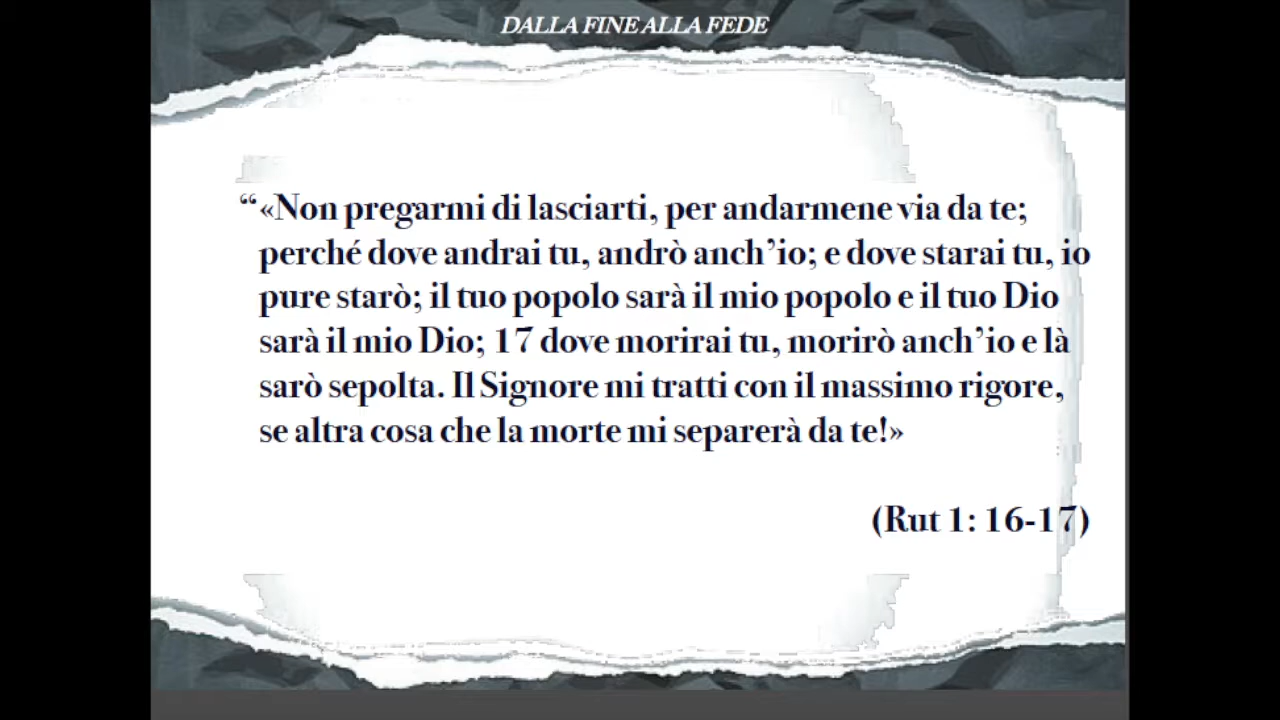 DALLA FINE ALLA FEDE
“«Non pregarmi di lasciarti, per andarmene via da te;
perché dove andrai tu, andrò anch’io; e dove starai tu, io
pure starò; il tuo popolo sarà il mio popolo e il tuo Dio
sarà il mio Dio; 17 dove morirai tu, morirò anch’io e là
sarò sepolta. Il Signore mi tratti con il massimo rigore,
se altra cosa che la morte mi separerà da te!»
(Rut 1: 16-17)